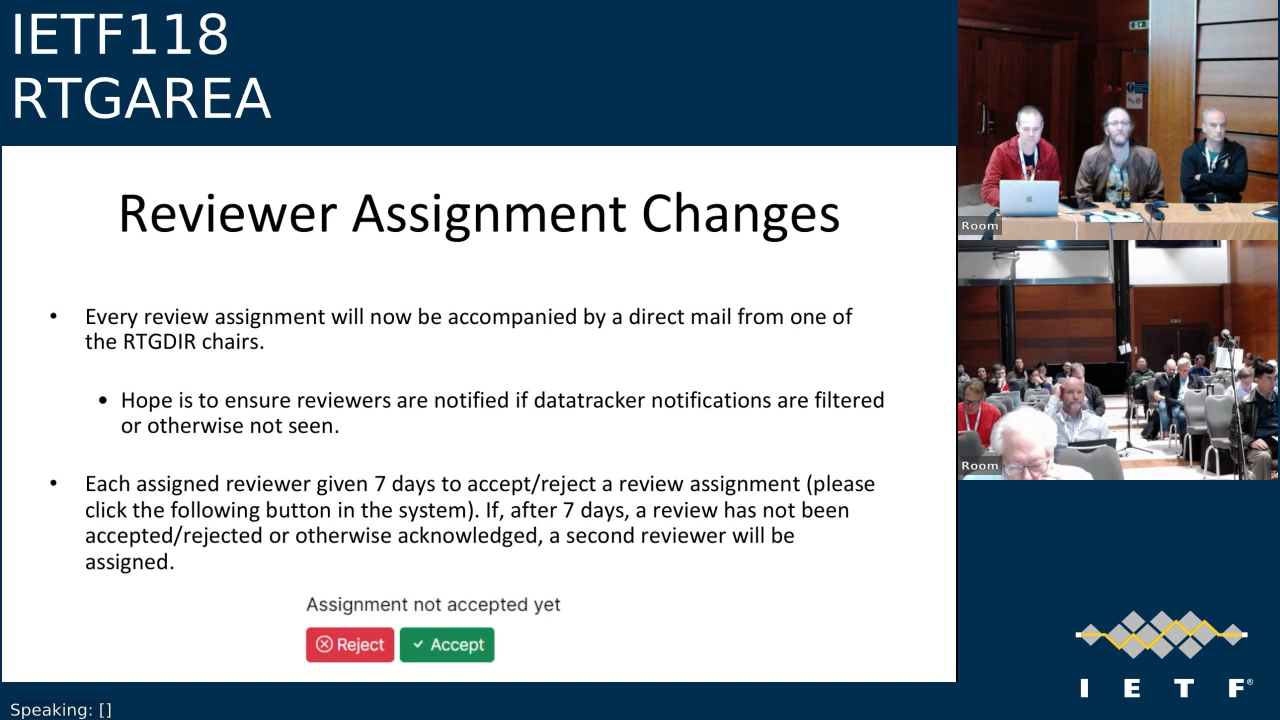 IETF118
RTGAREA
Reviewer Assignment Changes
• Every review assignment will now be accompanied by a direct mail from one of
the RTGDIR chairs.
• Hope is to ensure reviewers are notified if datatracker notifications are filtered
or otherwise not seen.
• Each assigned reviewer given 7 days to accept/reject a review assignment (please
click the following button in the system). If, after 7 days, a review has not been
accepted/rejected or otherwise acknowledged, a second reviewer will be
assigned.
Assignment not accepted yet
Reject Accept
Room
Room
I E T F®
Speaking: []